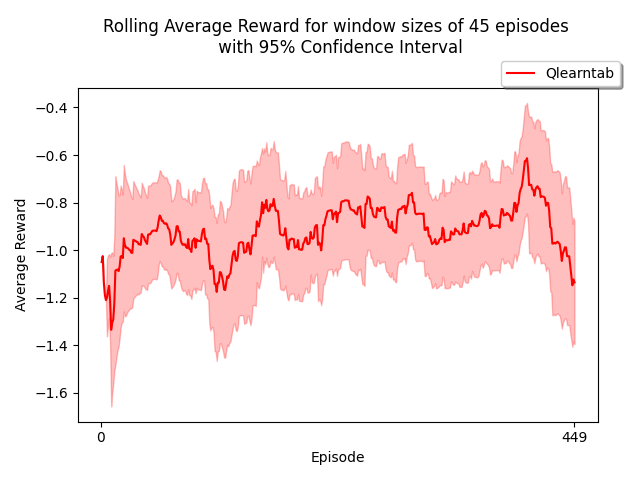 Rolling Average Reward for window sizes of 45 episodes
with 95% Confidence Interval
Qlearntab
−0.4
−0.6
−0.8
−1.0
−1.2
−1.4
−1.6
Average Reward
0
449
Episode